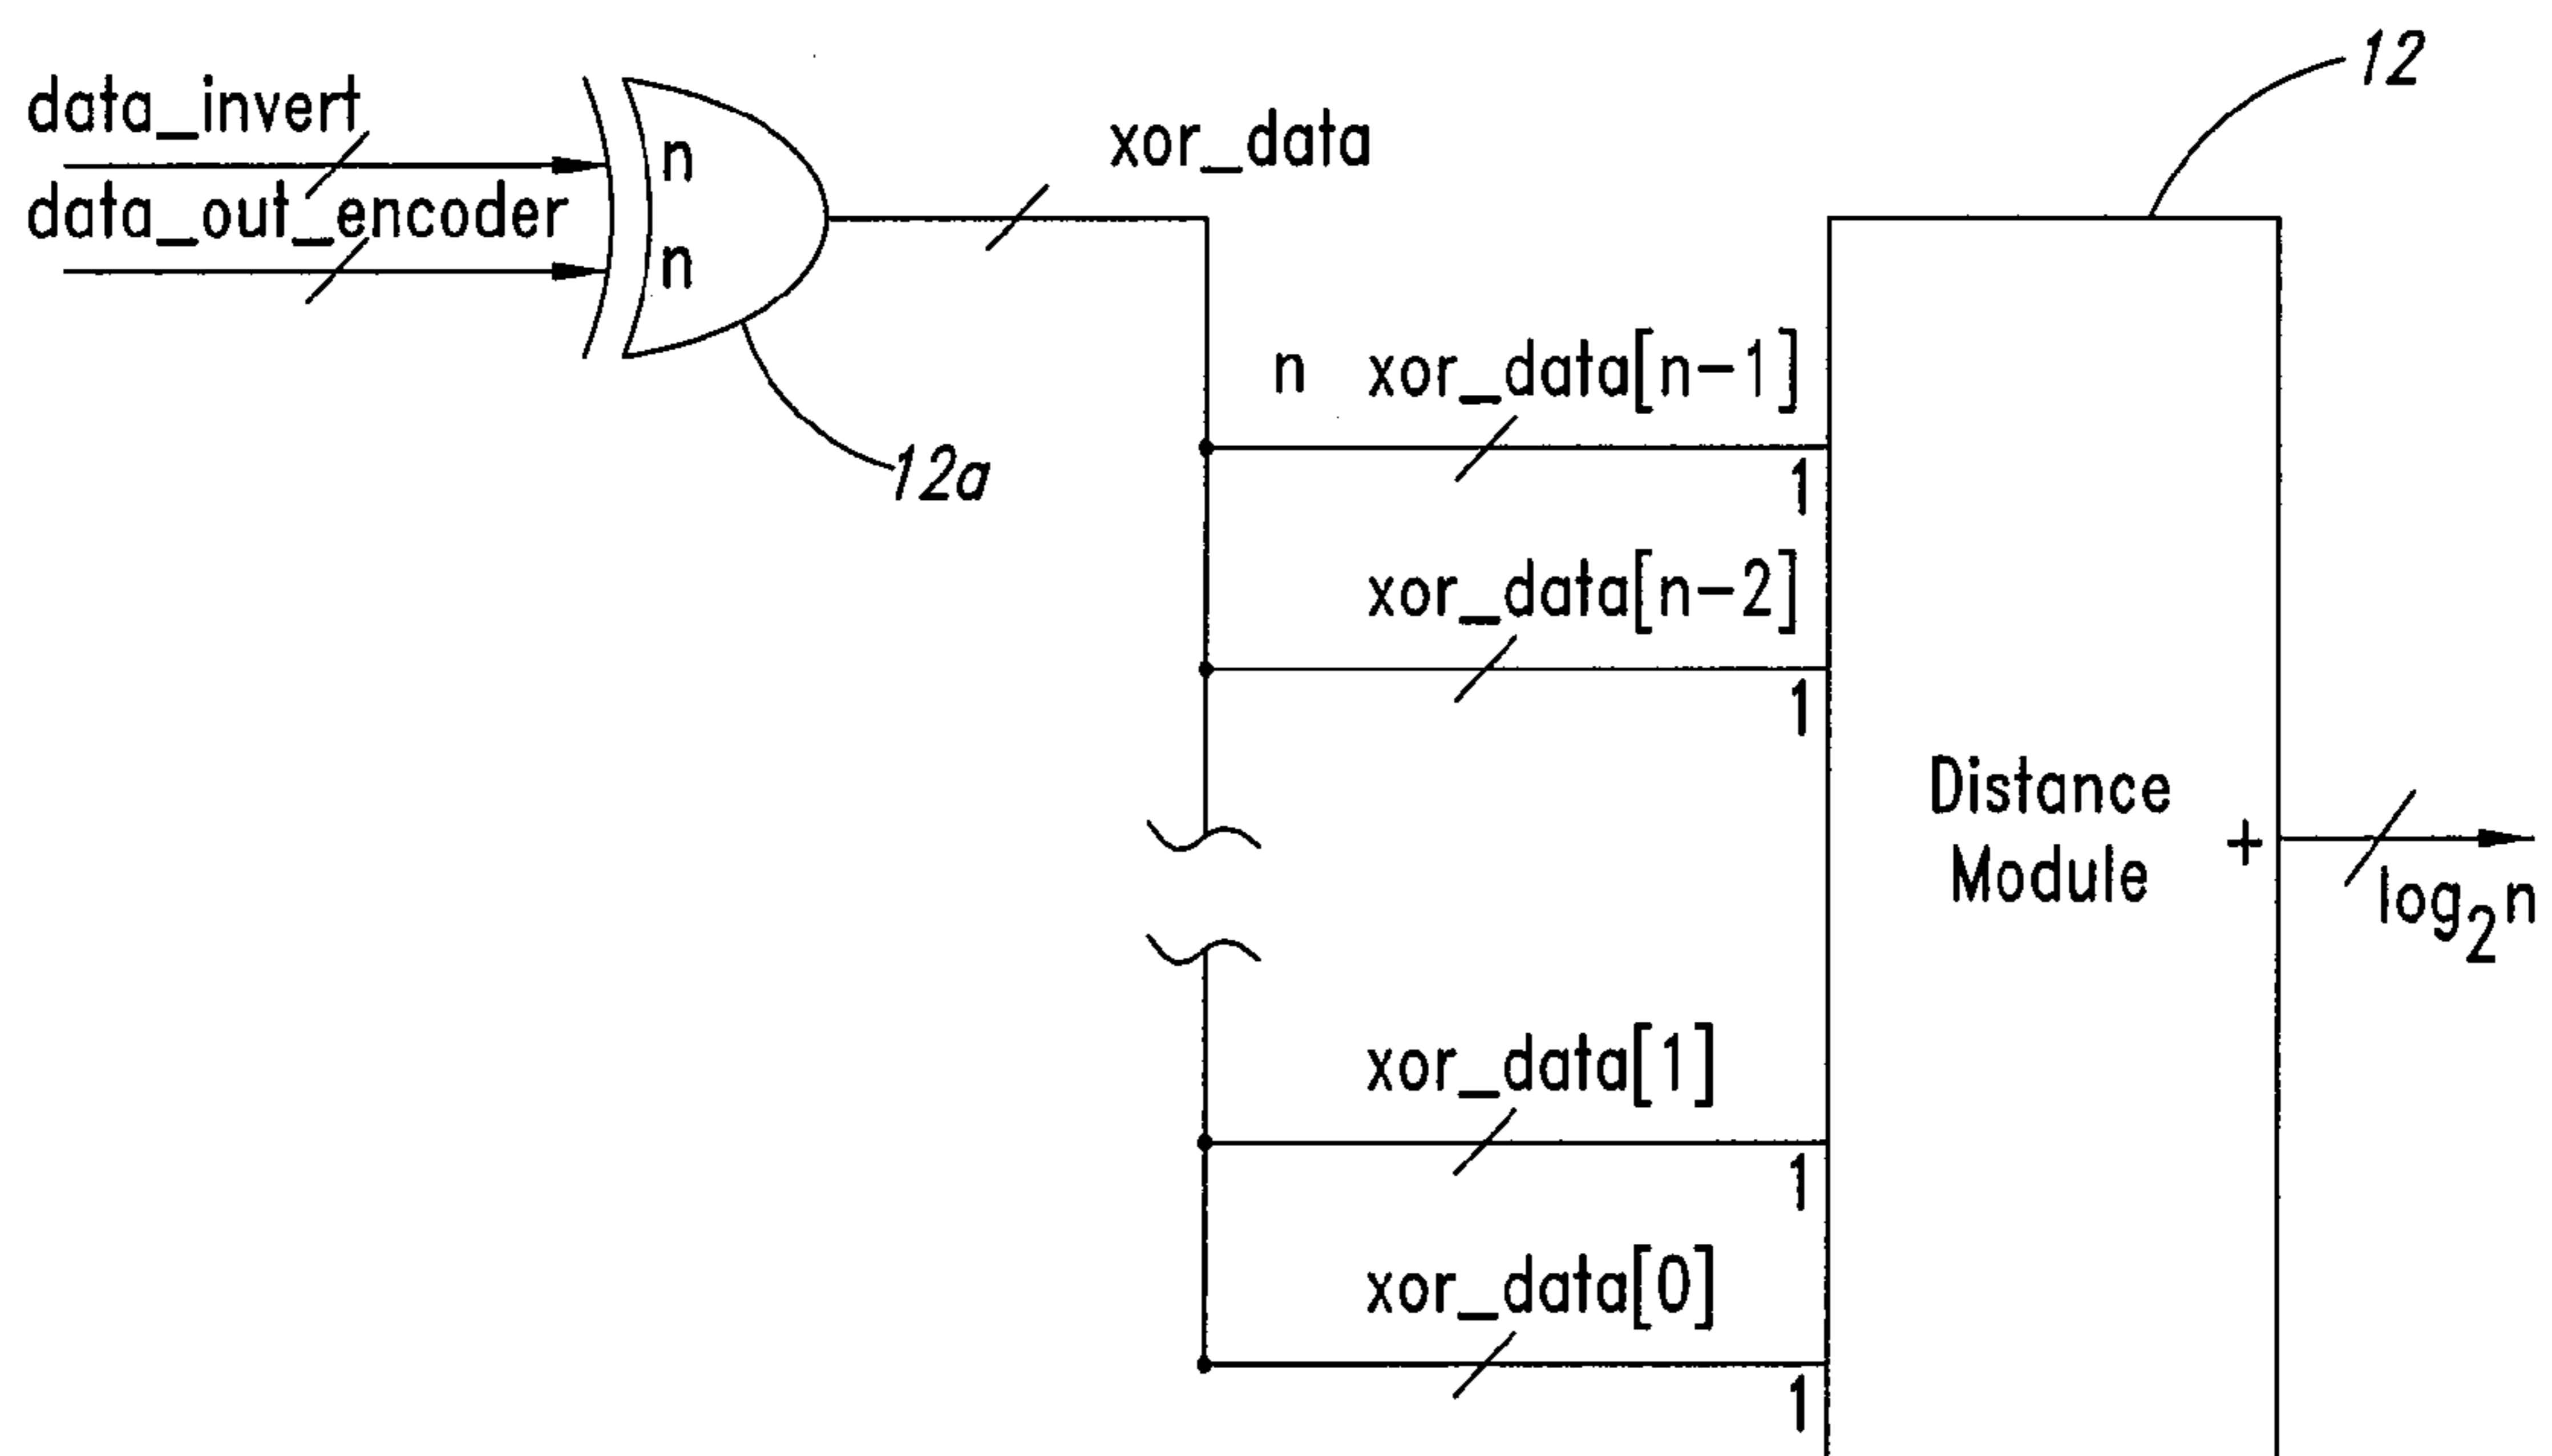 12
data_invert
n
xor_data
data_out_encoder
n
n xor_data[n-1]
12a
1
xor_data[n-2]
1
Distance
Module
+
log2n
xor_data[1]
1
xor_data[0]
1